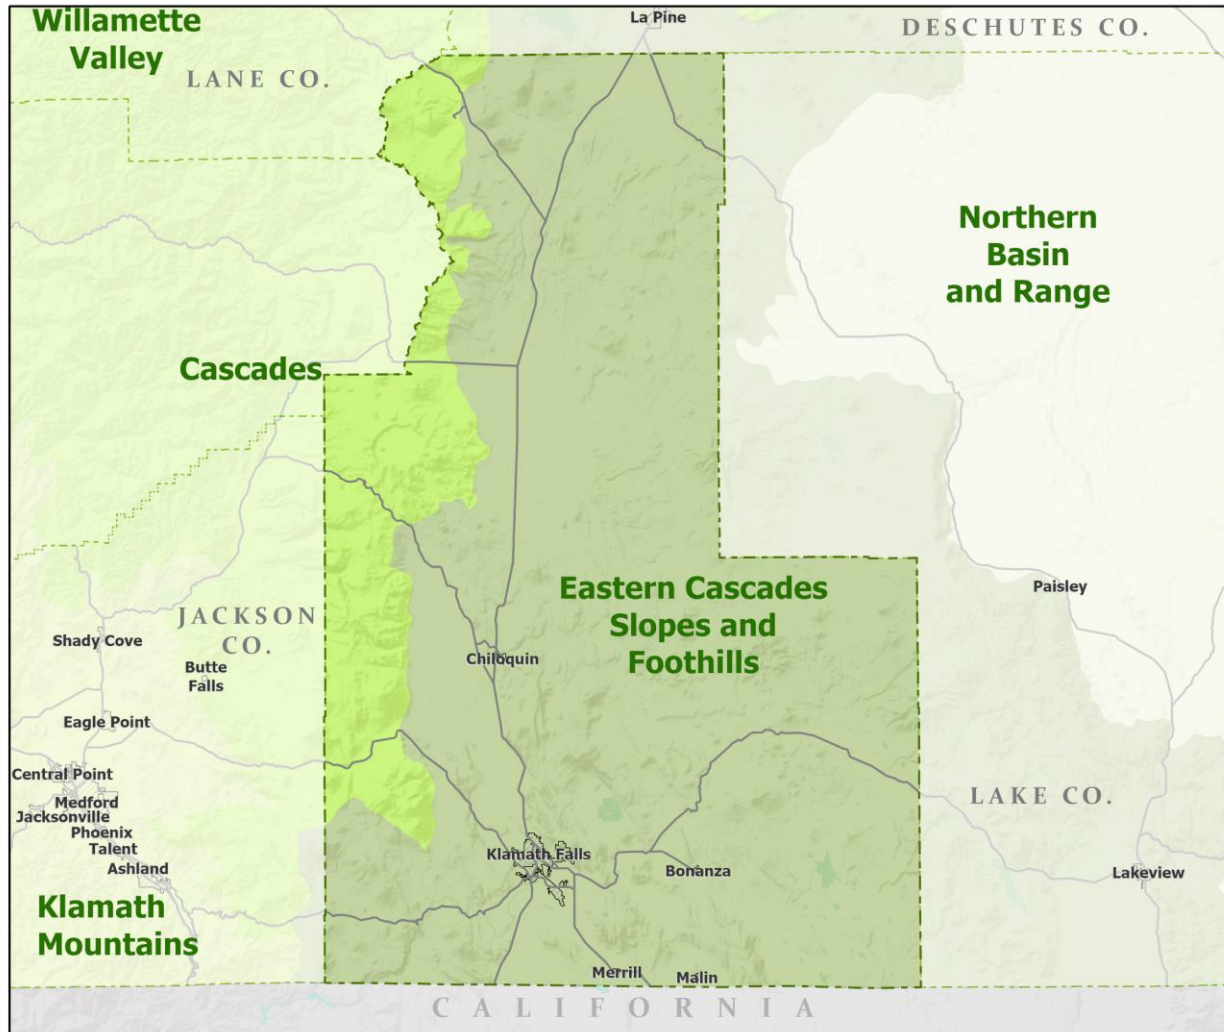 Willamette
Valley
La Pine
DESCHUTES CO.
LANE CO.
Northern
Basin
and Range
Cascades
Eastern Cascades
Slopes and
Foothills
Paisley
JACKSON
CO.
Shady Cove
Butte
Falls
Chiloquin
Eagle Point
Central Point
Medford
Jacksonville
Phoenix
Talent
Ashland
LAKE CO.
Klamath Falls
Bonanza
Lakeview
Klamath
Mountains
Merrill
Malin
CALIFORNIA